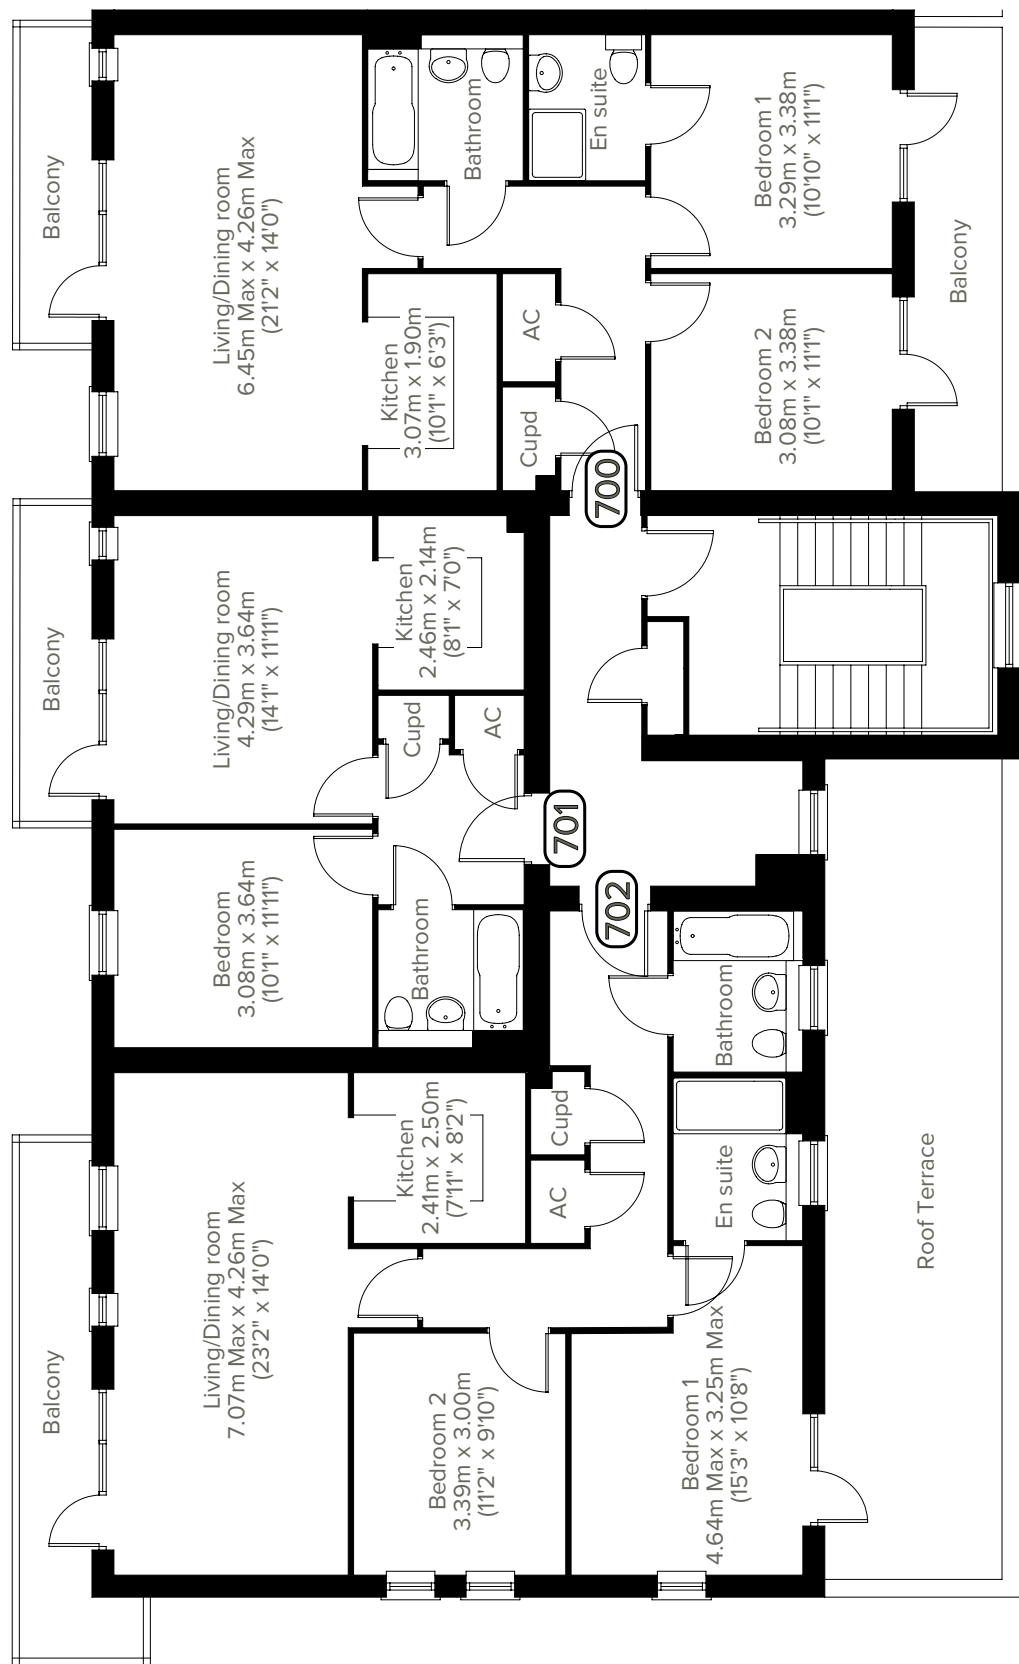 Balcony
Living/Dining room
6.45m Max x 4.26m Max
(21'2" x 14'0")
Bathroom
En suite
Bedroom 1
3.29m x 3.38m
(10'10" x 11'1")
Balcony
Kitchen
3.07m x 1.90m
(10'1" x 6'3")
AC
Cupd
Bedroom 2
3.08m x 3.38m
(10'1" x 11'1")
700
Balcony
Living/Dining room
4.29m x 3.64m
(14'1" x 11'11")
Kitchen
2.46m x 2.14m
(8'1" x 7'0")
Cupd
AC
701
Bedroom
3.08m x 3.64m
(10'1" x 11'11")
Bathroom
702
Bathroom
Balcony
Living/Dining room
7.07m Max x 4.26m Max
(23'2" x 14'0")
Kitchen
2.41m x 2.50m
(7'11" x 8'2")
Cupd
AC
En suite
Roof Terrace
Bedroom 2
3.39m x 3.00m
(11'2" x 9'10")
Bedroom 1
4.64m Max x 3.25m Max
(15'3" x 10'8")